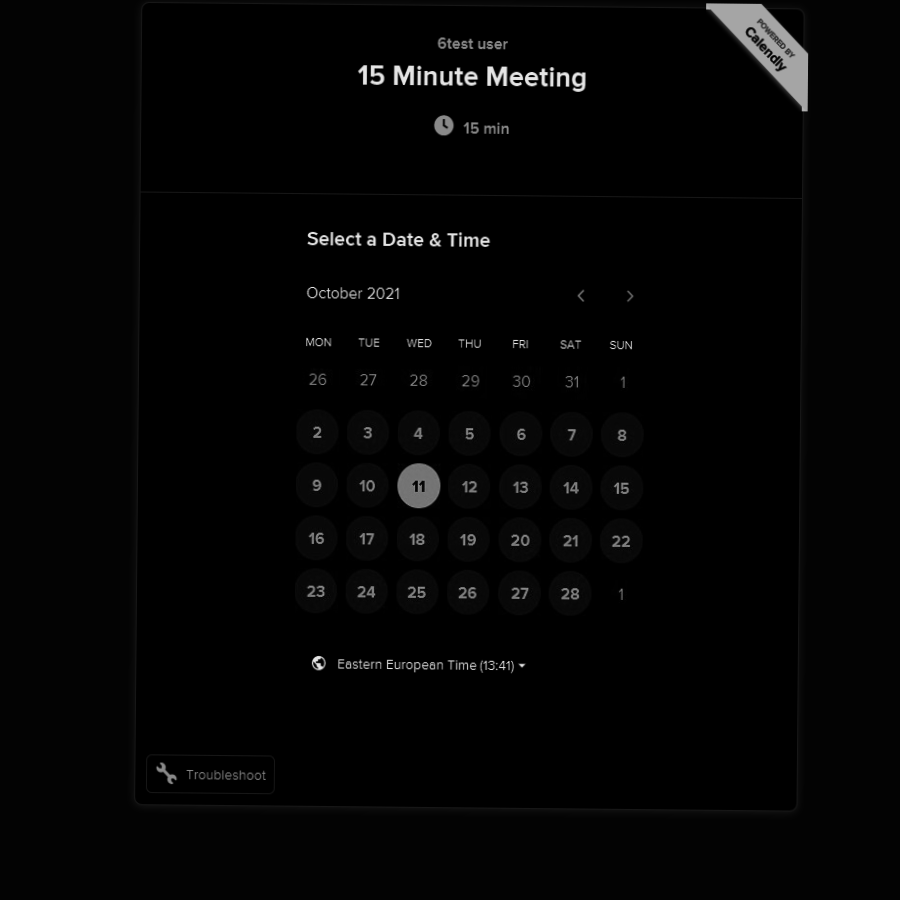 6test user
15 Minute Meeting
POWERED BY
Calendly
15 min
Select a Date & Time
October 2021
MON TUE WED THU FRI SAT SUN
26 27 28 29 30 31 1
2 3 4 5 6 7 8
9 10 11 12 13 14 15
16 17 18 19 20 21 22
23 24 25 26 27 28 1
Eastern European Time (13:41)
Troubleshoot